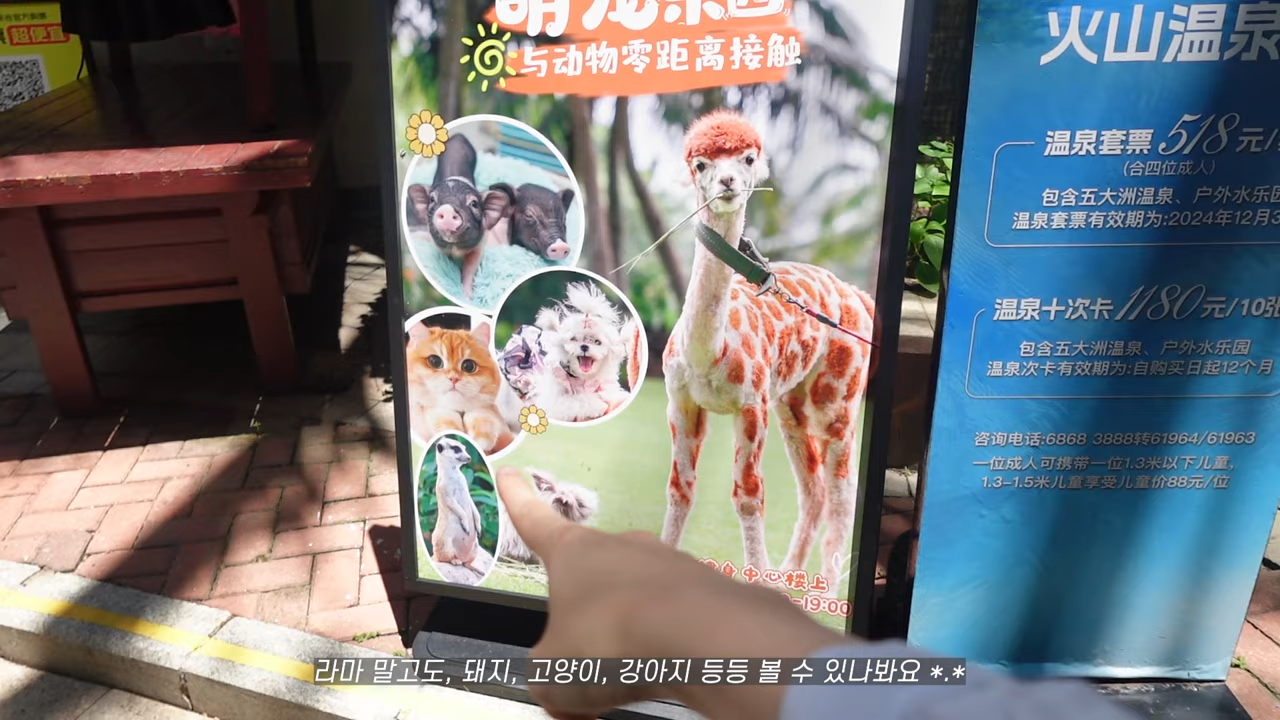 超便宜
萌宠乐园
与动物零距离接触
中心楼上
-19:00
火山温泉
温泉套票518元/
(合四位成人)
包含五大洲温泉、户外水乐园
温泉套票有效期为:2024年12月3
温泉十次卡1180元/10张
包含五大洲温泉、户外水乐园
温泉次卡有效期为:自购买日起12个月
咨询电话:6868 3888转61964/61963
一位成人可携带一位1.3米以下儿童,
1.3-1.5米儿童享受儿童价88元/位
라마 말고도, 돼지, 고양이, 강아지 등등 볼 수 있나봐요 *.*